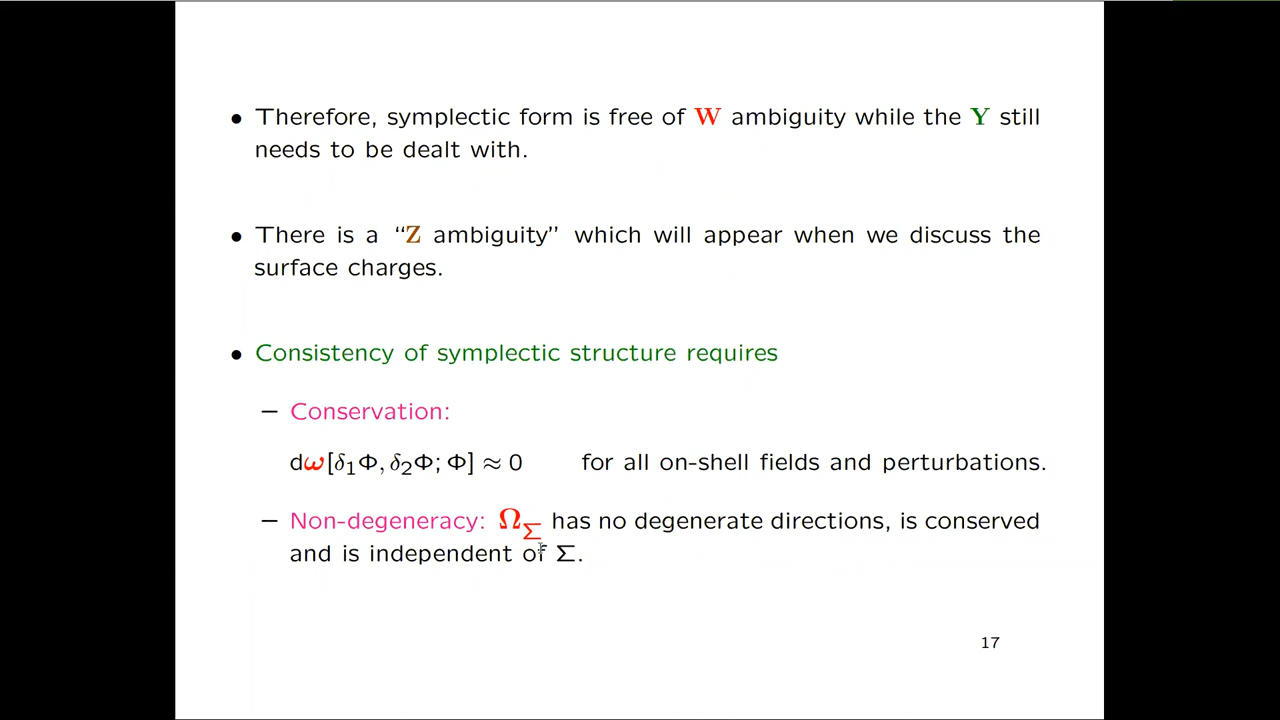 • Therefore, symplectic form is free of W ambiguity while the Y still
needs to be dealt with.
• There is a “Z ambiguity” which will appear when we discuss the
surface charges.
• Consistency of symplectic structure requires
– Conservation:
dω[δ₁Φ, δ₂Φ; Φ] ≈ 0 for all on-shell fields and perturbations.
– Non-degeneracy: Ω_Σ has no degenerate directions, is conserved
and is independent of Σ.
17